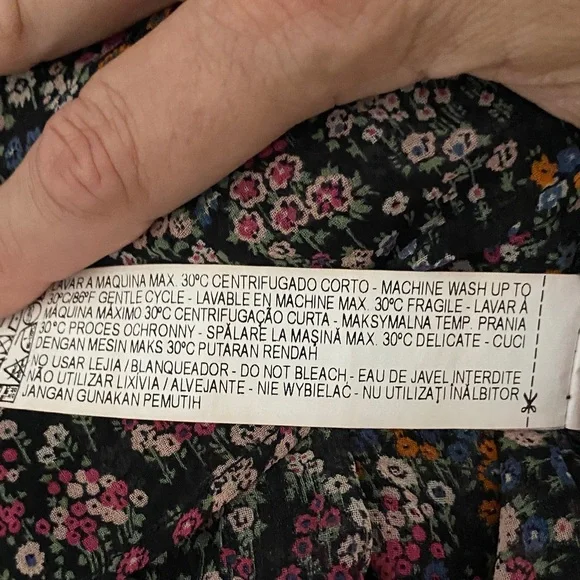 LAVAR A MAQUINA MAX. 30ºC CENTRIFUGADO CORTO - MACHINE WASH UP TO
30ºC/86ºF GENTLE CYCLE - LAVABLE EN MACHINE MAX. 30ºC FRAGILE - LAVAR À
MAQUINA MÁXIMO 30ºC CENTRIFUGAÇÃO CURTA - MAKSYMALNA TEMP. PRANIA
30ºC PROCES OCHRONNY - SPĂLARE LA MAŞINĂ MAX. 30ºC DELICATE - CUCI
DENGAN MESIN MAKS 30ºC PUTARAN RENDAH
NO USAR LEJIA / BLANQUEADOR - DO NOT BLEACH - EAU DE JAVEL INTERDITE
NÃO UTILIZAR LIXÍVIA / ALVEJANTE - NIE WYBIELAĆ - NU UTILIZAŢI ÎNĂLBITOR
JANGAN GUNAKAN PEMUTIH